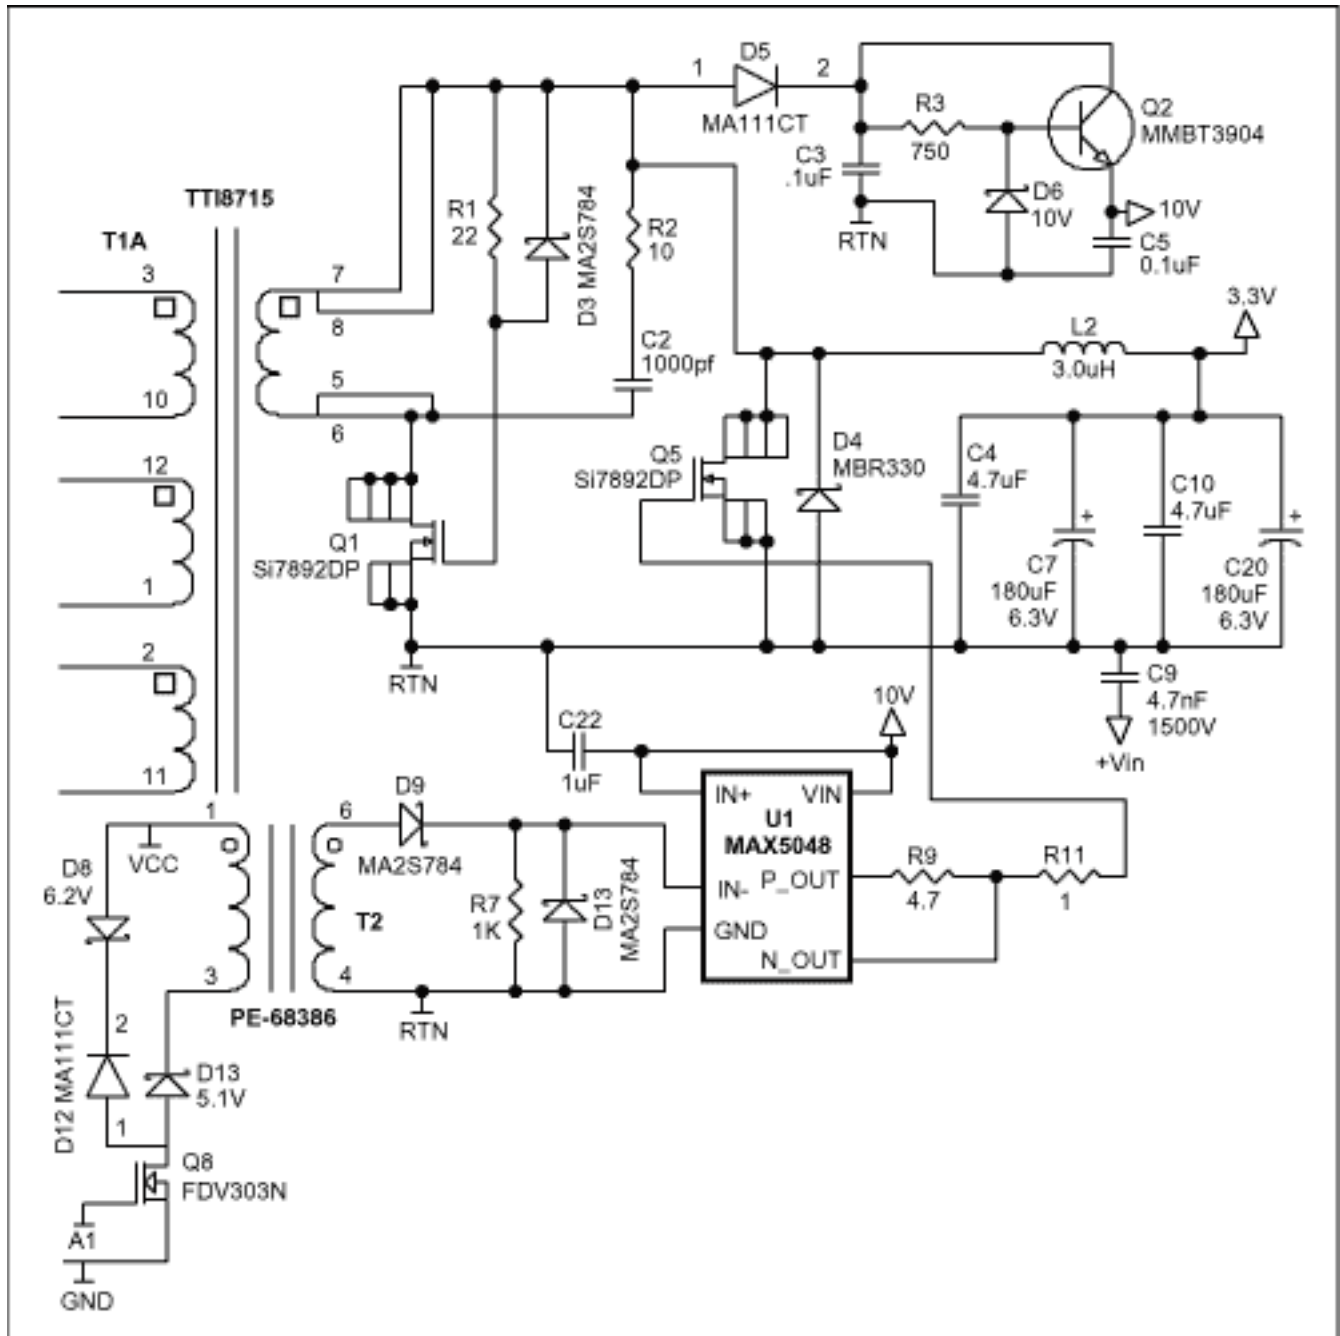 D5
1
2
MA111CT
R3
750
Q2
MMBT3904
C3
.1uF
RTN
D6
10V
10V
C5
0.1uF
TTI8715
T1A
3
10
12
1
2
11
7
8
5
6
R1
22
D3 MA2S784
R2
10
C2
1000pf
3.3V
L2
3.0uH
Q1
Si7892DP
RTN
Q5
Si7892DP
D4
MBR330
C4
4.7uF
C7
180uF
6.3V
+
C10
4.7uF
C20
180uF
6.3V
+
C9
4.7nF
1500V
+Vin
C22
1uF
10V
IN+
VIN
U1
MAX5048
IN-
P_OUT
GND
N_OUT
R9
4.7
R11
1
1
VCC
D8
6.2V
3
6
4
T2
PE-68386
D9
MA2S784
R7
1K
D13
MA2S784
RTN
D12 MA111CT
2
1
D13
5.1V
Q8
FDV303N
A1
GND